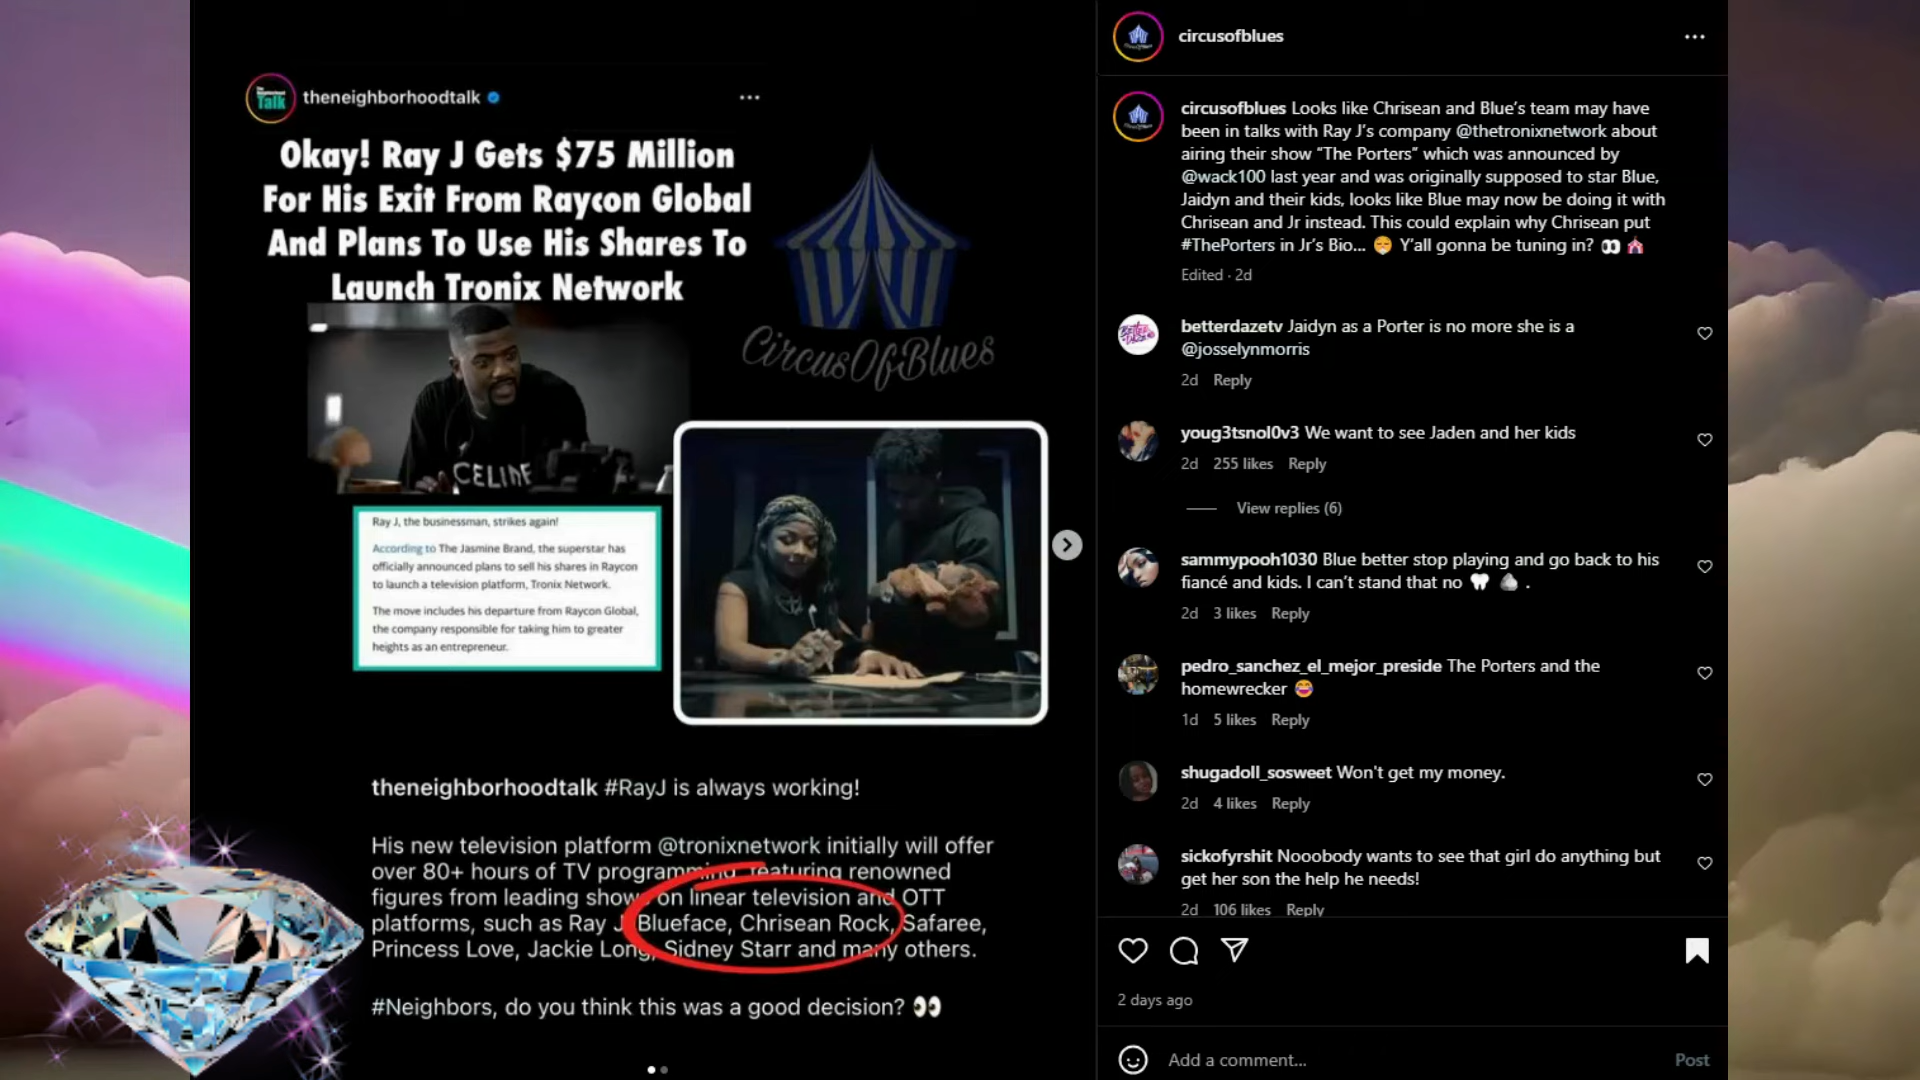 theneighborhoodtalk
Okay! Ray J Gets $75 Million
For His Exit From Raycon Global
And Plans To Use His Shares To
Launch Tronix Network
CircusOfBlues
CELINE
Ray J, the businessman, strikes again!
According to The Jasmine Brand, the superstar has
officially announced plans to sell his shares in Raycon
to launch a television platform, Tronix Network.
The move includes his departure from Raycon Global,
the company responsible for taking him to greater
heights as an entrepreneur.
theneighborhoodtalk #RayJ is always working!
His new television platform @tronixnetwork initially will offer
over 80+ hours of TV programming, featuring renowned
figures from leading shows on linear television and OTT
platforms, such as Ray J, Blueface, Chrisean Rock, Safaree,
Princess Love, Jackie Long, Sidney Starr and many others.
#Neighbors, do you think this was a good decision? 👀
circusofblues
circusofblues Looks like Chrisean and Blue’s team may have
been in talks with Ray J’s company @thetronixnetwork about
airing their show “The Porters” which was announced by
@wack100 last year and was originally supposed to star Blue,
Jaidyn and their kids, looks like Blue may now be doing it with
Chrisean and Jr instead. This could explain why Chrisean put
#ThePorters in Jr’s Bio... 😁 Y’all gonna be tuning in? 👀 🎪
Edited · 2d
betterdazetv Jaidyn as a Porter is no more she is a
@josselynmorris
2d Reply
youg3tsnol0v3 We want to see Jaden and her kids
2d 255 likes Reply
View replies (6)
sammypooh1030 Blue better stop playing and go back to his
fiancé and kids. I can’t stand that no 🦷 🪨 .
2d 3 likes Reply
pedro_sanchez_el_mejor_preside The Porters and the
homewrecker 😂
1d 5 likes Reply
shugadoll_sosweet Won't get my money.
2d 4 likes Reply
sickofyrshit Nooobody wants to see that girl do anything but
get her son the help he needs!
2d 106 likes Reply
2 days ago
Add a comment...
Post